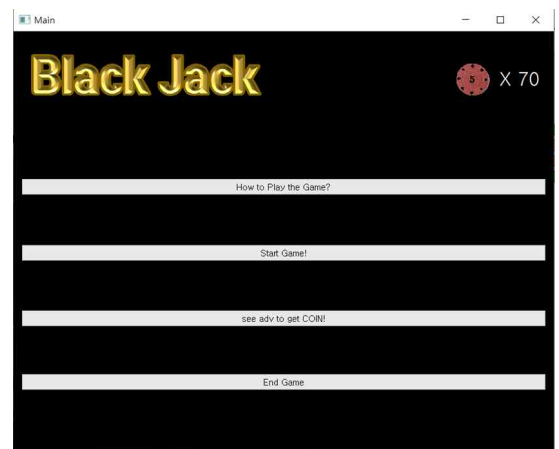 Main
Black Jack
5 X 70
How to Play the Game?
Start Game!
see adv to get COIN!
End Game